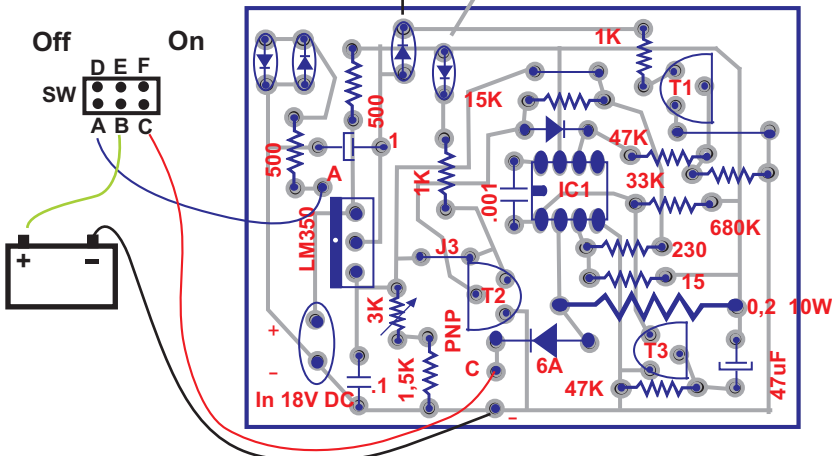 Off
On
D E F
SW
A B C
+ −
500
500
1
A
LM350
+
−
In 18V DC
.1
3K
1,5K
J3
1K
15K
.001
IC1
47K
33K
1K
T1
680K
230
15
0,2 10W
T2
PNP
C
6A
T3
47K
47uF
−